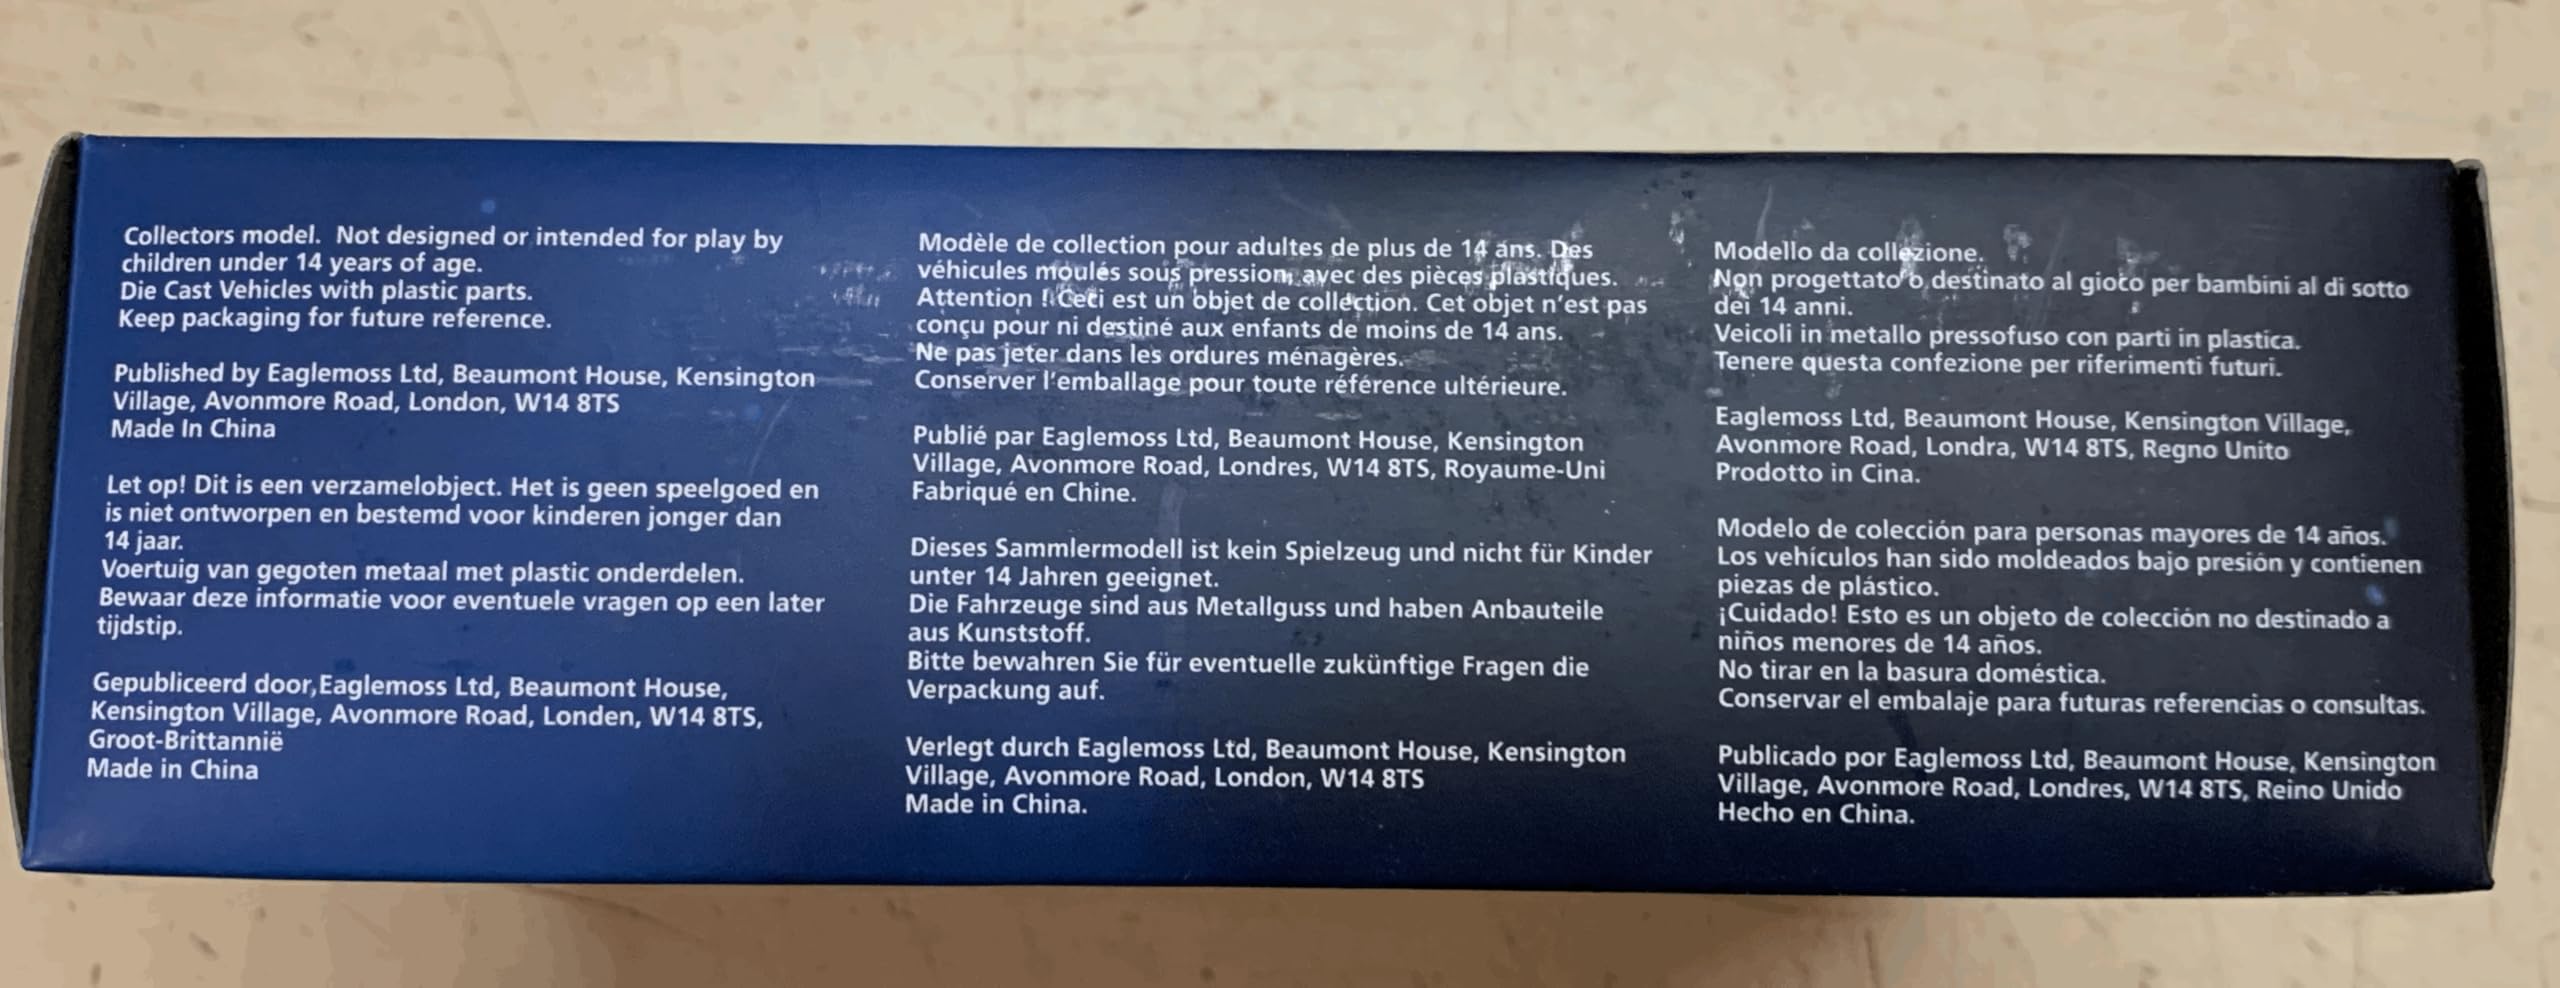 Collectors model. Not designed or intended for play by
children under 14 years of age.
Die Cast Vehicles with plastic parts.
Keep packaging for future reference.
Published by Eaglemoss Ltd, Beaumont House, Kensington
Village, Avonmore Road, London, W14 8TS
Made In China
Let op! Dit is een verzamelobject. Het is geen speelgoed en
is niet ontworpen en bestemd voor kinderen jonger dan
14 jaar.
Voertuig van gegoten metaal met plastic onderdelen.
Bewaar deze informatie voor eventuele vragen op een later
tijdstip.
Gepubliceerd door,Eaglemoss Ltd, Beaumont House,
Kensington Village, Avonmore Road, Londen, W14 8TS,
Groot-Brittannië
Made in China
Modèle de collection pour adultes de plus de 14 ans. Des
véhicules moulés sous pression, avec des pièces plastiques.
Attention ! Ceci est un objet de collection. Cet objet n'est pas
conçu pour ni destiné aux enfants de moins de 14 ans.
Ne pas jeter dans les ordures ménagères.
Conserver l'emballage pour toute référence ultérieure.
Publié par Eaglemoss Ltd, Beaumont House, Kensington
Village, Avonmore Road, Londres, W14 8TS, Royaume-Uni
Fabriqué en Chine.
Dieses Sammlermodell ist kein Spielzeug und nicht für Kinder
unter 14 Jahren geeignet.
Die Fahrzeuge sind aus Metallguss und haben Anbauteile
aus Kunststoff.
Bitte bewahren Sie für eventuelle zukünftige Fragen die
Verpackung auf.
Verlegt durch Eaglemoss Ltd, Beaumont House, Kensington
Village, Avonmore Road, London, W14 8TS
Made in China.
Modello da collezione.
Non progettato o destinato al gioco per bambini al di sotto
dei 14 anni.
Veicoli in metallo pressofuso con parti in plastica.
Tenere questa confezione per riferimenti futuri.
Eaglemoss Ltd, Beaumont House, Kensington Village,
Avonmore Road, Londra, W14 8TS, Regno Unito
Prodotto in Cina.
Modelo de colección para personas mayores de 14 años.
Los vehículos han sido moldeados bajo presión y contienen
piezas de plástico.
¡Cuidado! Esto es un objeto de colección no destinado a
niños menores de 14 años.
No tirar en la basura doméstica.
Conservar el embalaje para futuras referencias o consultas.
Publicado por Eaglemoss Ltd, Beaumont House, Kensington
Village, Avonmore Road, Londres, W14 8TS, Reino Unido
Hecho en China.